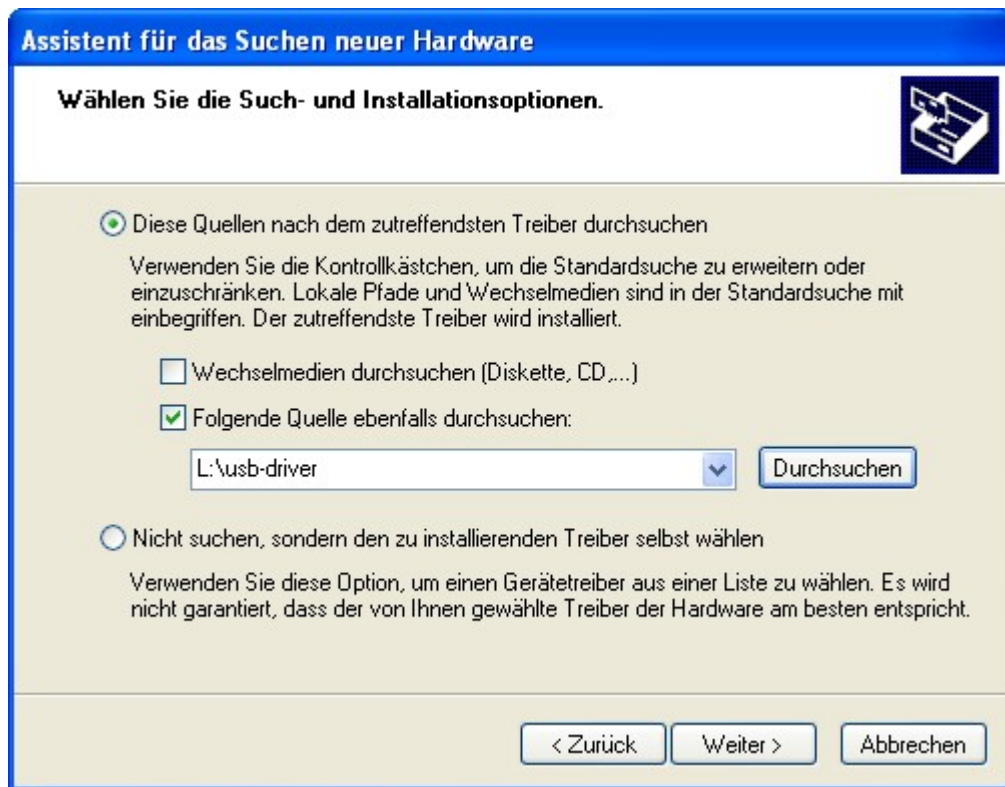 Assistent für das Suchen neuer Hardware
Wählen Sie die Such- und Installationsoptionen.
Diese Quellen nach dem zutreffendsten Treiber durchsuchen
Verwenden Sie die Kontrollkästchen, um die Standardsuche zu erweitern oder
einzuschränken. Lokale Pfade und Wechselmedien sind in der Standardsuche mit
einbegriffen. Der zutreffendste Treiber wird installiert.
Wechselmedien durchsuchen (Diskette, CD,...)
Folgende Quelle ebenfalls durchsuchen:
L:\usb-driver Durchsuchen
Nicht suchen, sondern den zu installierenden Treiber selbst wählen
Verwenden Sie diese Option, um einen Gerätetreiber aus einer Liste zu wählen. Es wird
nicht garantiert, dass der von Ihnen gewählte Treiber der Hardware am besten entspricht.
< Zurück Weiter > Abbrechen